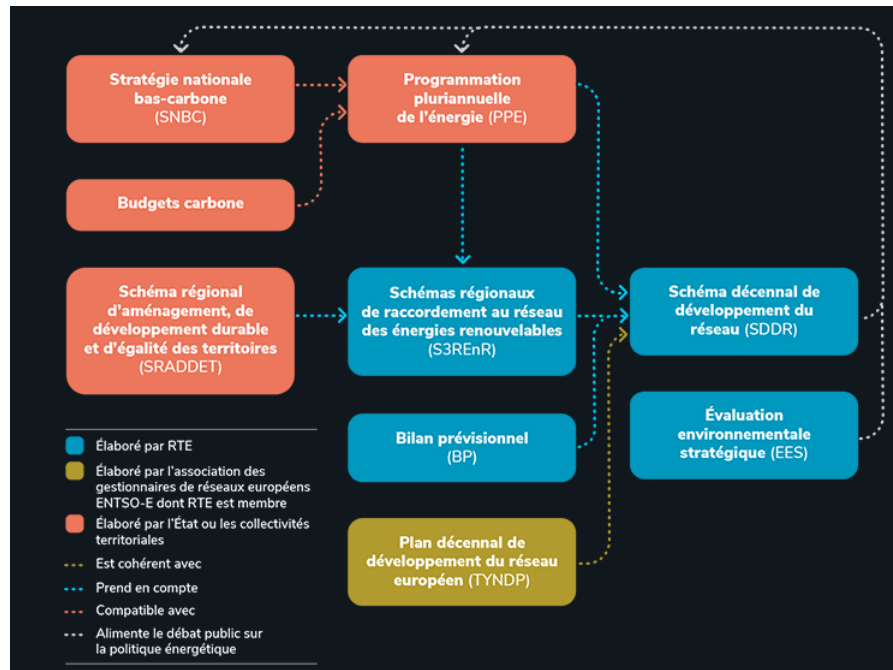 Stratégie nationale
bas-carbone
(SNBC)
Programmation
pluriannuelle
de l'énergie (PPE)
Budgets carbone
Schéma régional
d'aménagement, de
développement durable
et d'égalité des territoires
(SRADDET)
Schémas régionaux
de raccordement au réseau
des énergies renouvelables
(S3REnR)
Schéma décennal de
développement du
réseau (SDDR)
Bilan prévisionnel
(BP)
Évaluation
environnementale
stratégique (EES)
Plan décennal de
développement du réseau
européen (TYNDP)
Élaboré par RTE
Élaboré par l'association des
gestionnaires de réseaux européens
ENTSO-E dont RTE est membre
Élaboré par l'État ou les collectivités
territoriales
Est cohérent avec
Prend en compte
Compatible avec
Alimente le débat public sur
la politique énergétique